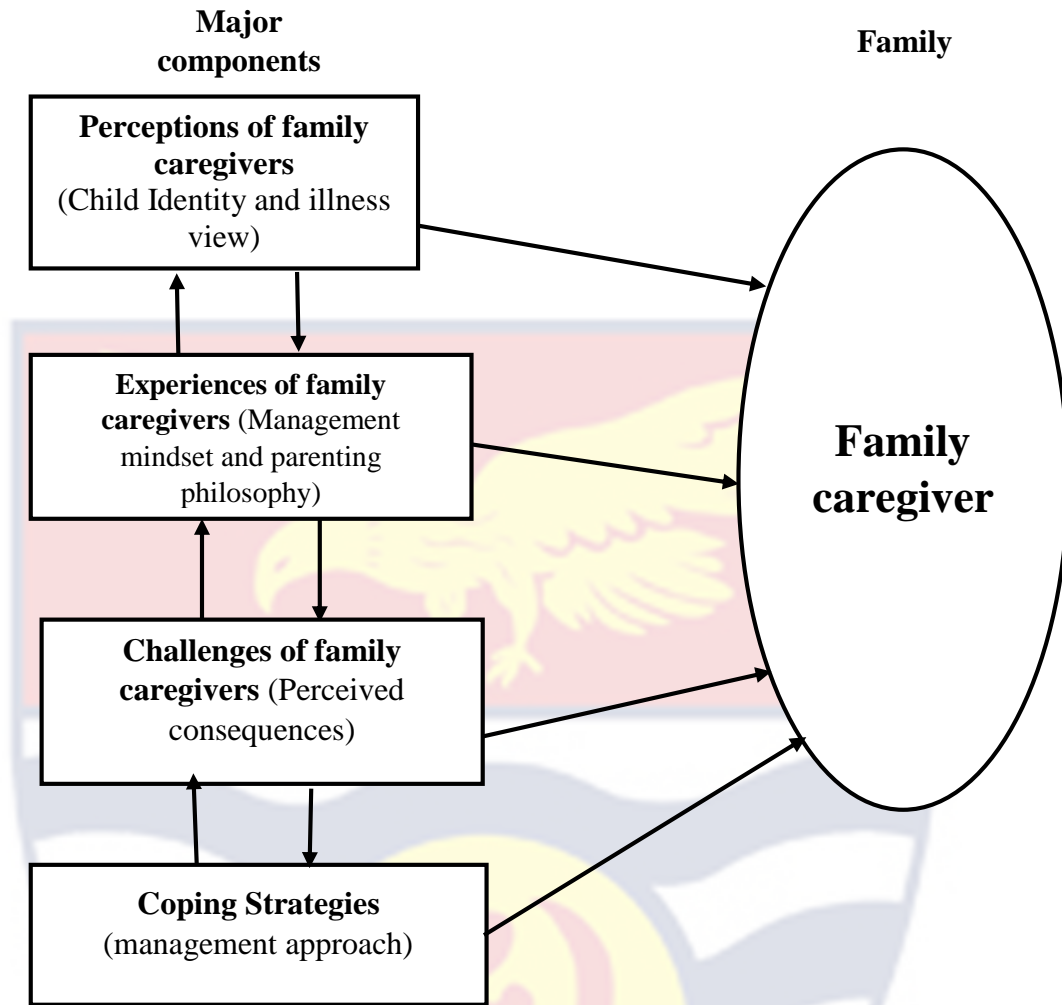 Major
components
Family
Perceptions of family
caregivers
(Child Identity and illness
view)
Experiences of family
caregivers (Management
mindset and parenting
philosophy)
Family
caregiver
Challenges of family
caregivers (Perceived
consequences)
Coping Strategies
(management approach)